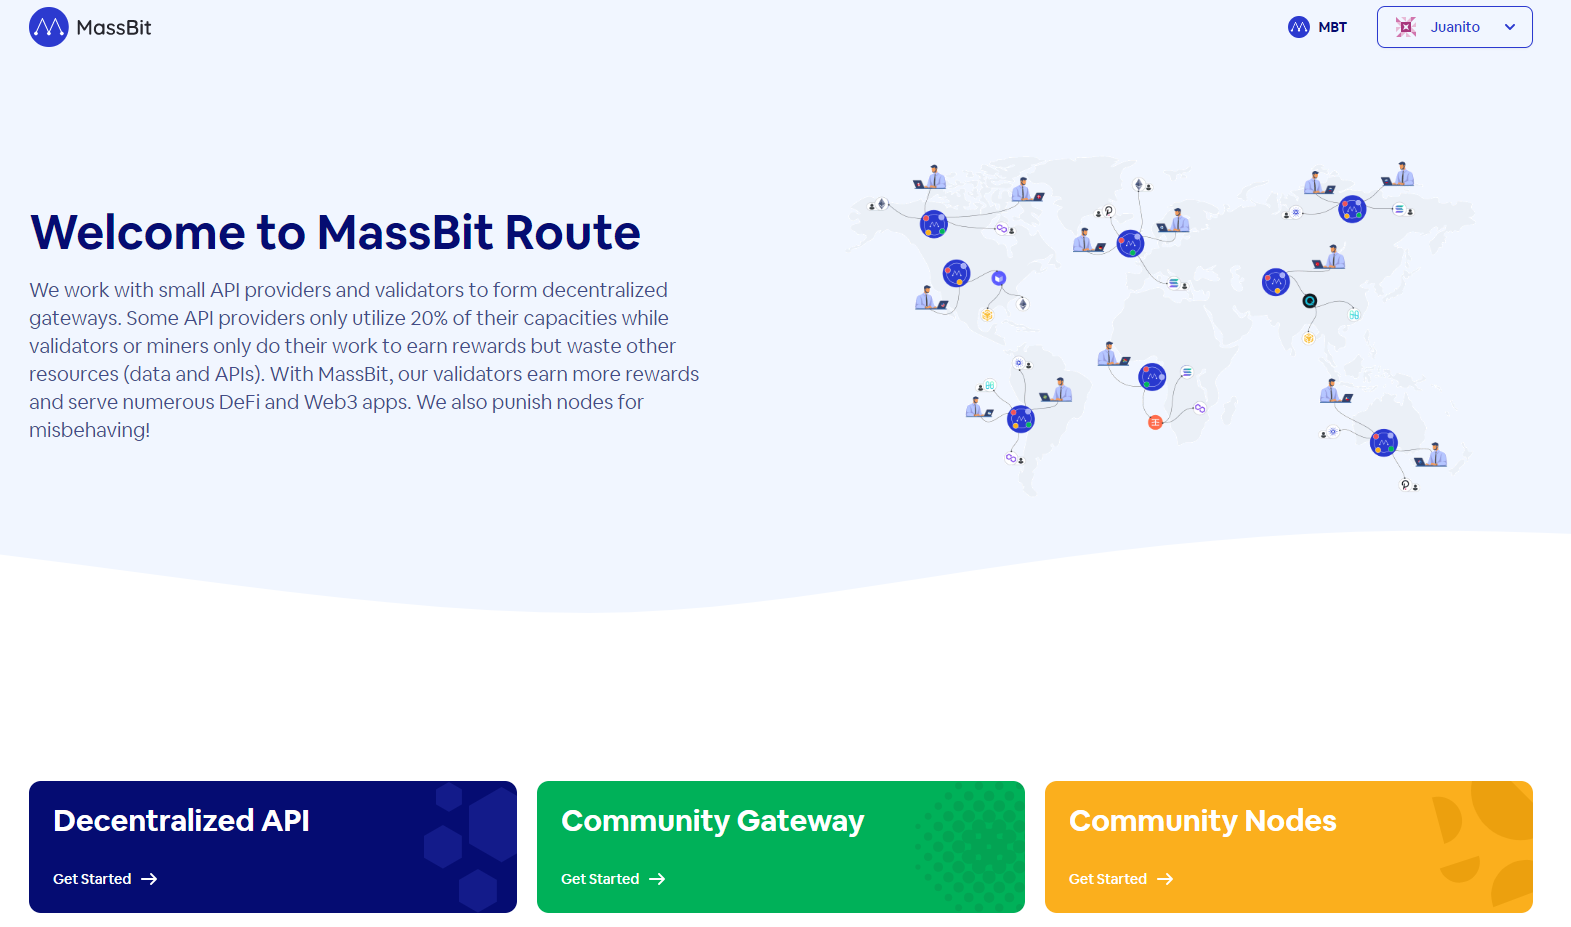 MassBit
MBT
Juanito
Welcome to MassBit Route
We work with small API providers and validators to form decentralized
gateways. Some API providers only utilize 20% of their capacities while
validators or miners only do their work to earn rewards but waste other
resources (data and APIs). With MassBit, our validators earn more rewards
and serve numerous DeFi and Web3 apps. We also punish nodes for
misbehaving!
Decentralized API
Get Started
Community Gateway
Get Started
Community Nodes
Get Started